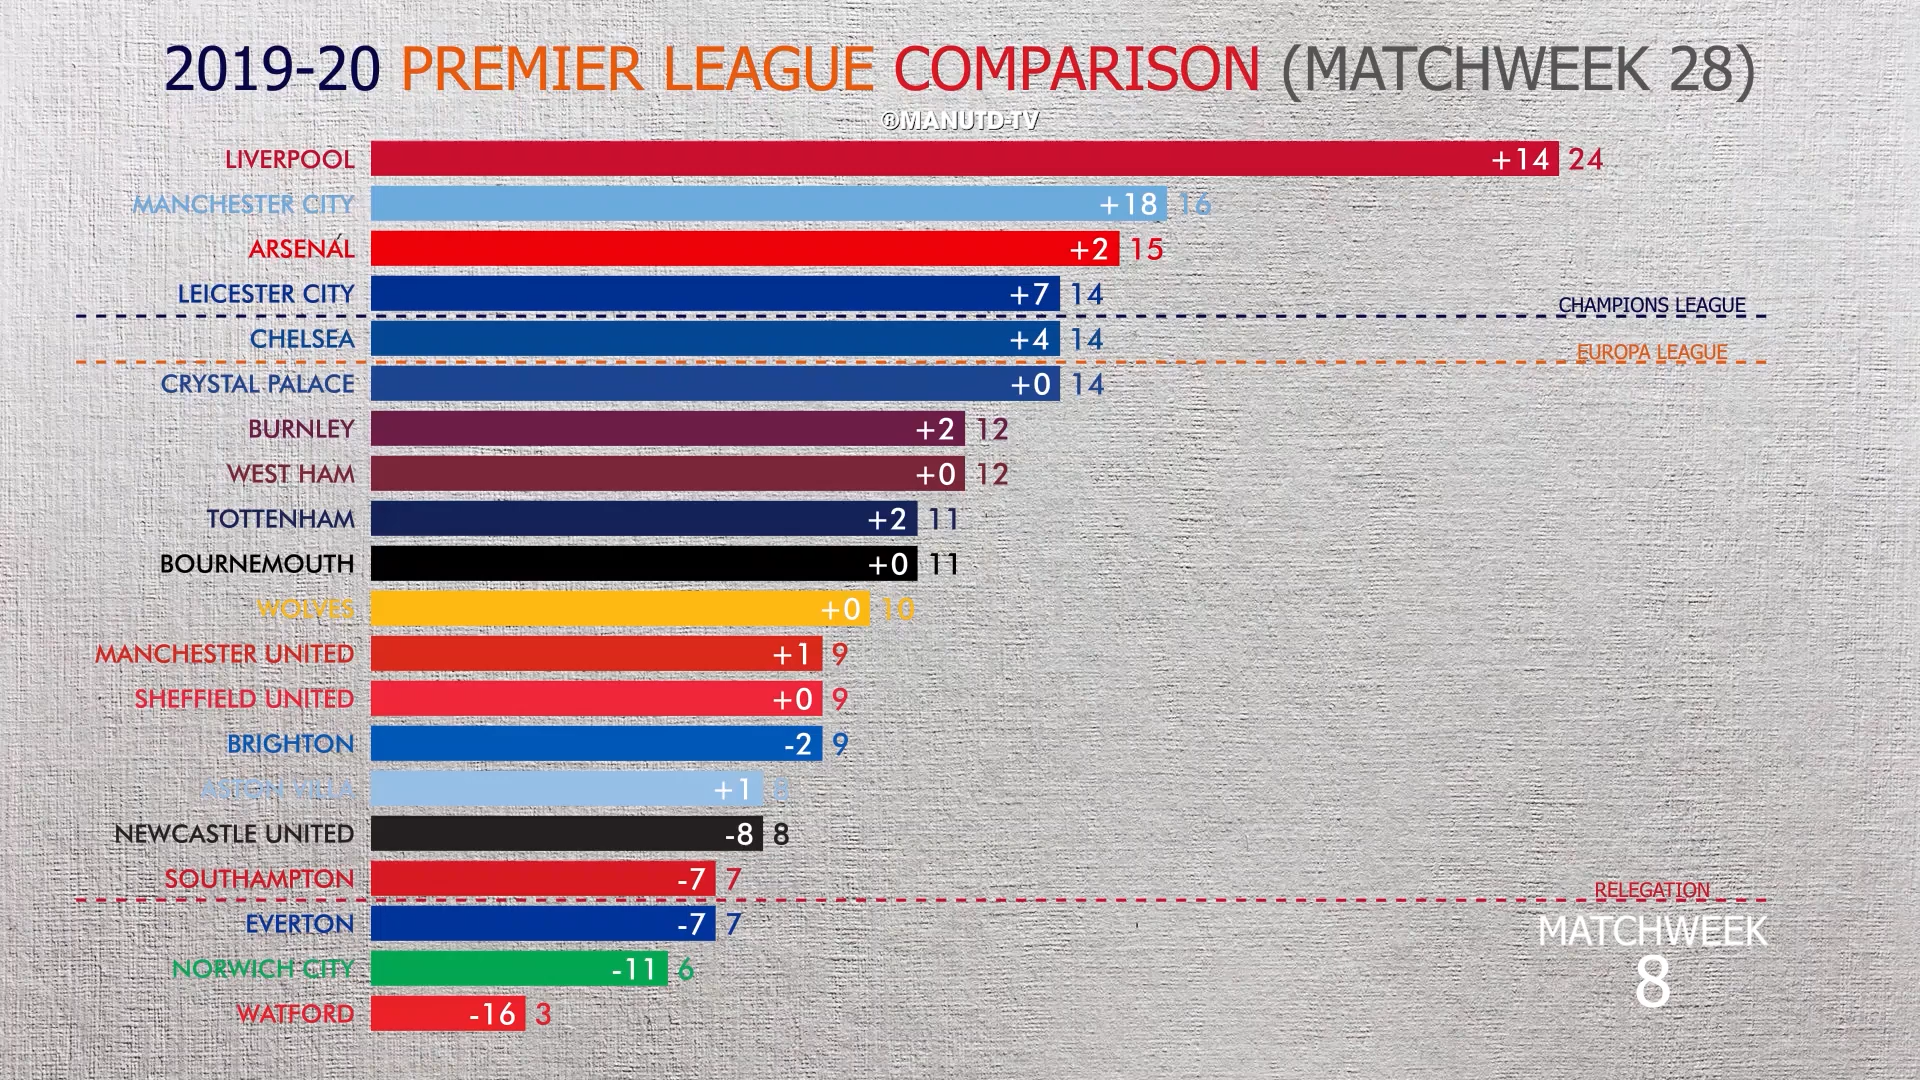 2019-20 PREMIER LEAGUE COMPARISON (MATCHWEEK 28)
@MANUTD-TV
LIVERPOOL +14 24
MANCHESTER CITY +18 16
ARSENAL +2 15
LEICESTER CITY +7 14
CHAMPIONS LEAGUE
CHELSEA +4 14
EUROPA LEAGUE
CRYSTAL PALACE +0 14
BURNLEY +2 12
WEST HAM +0 12
TOTTENHAM +2 11
BOURNEMOUTH +0 11
WOLVES +0 10
MANCHESTER UNITED +1 9
SHEFFIELD UNITED +0 9
BRIGHTON -2 9
ASTON VILLA +1 8
NEWCASTLE UNITED -8 8
SOUTHAMPTON -7 7
RELEGATION
EVERTON -7 7
MATCHWEEK
8
NORWICH CITY -11 6
WATFORD -16 3